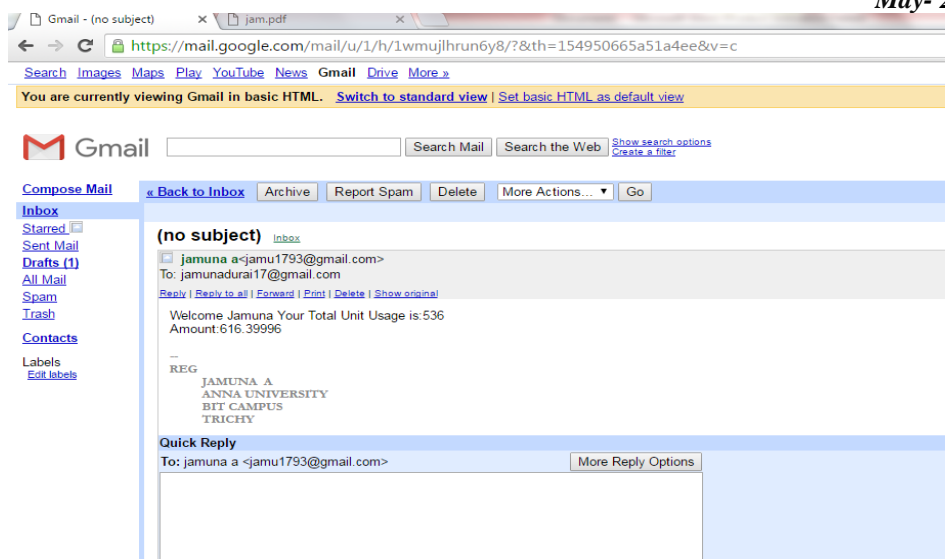 May- 2
Gmail - (no subject) × jam.pdf ×
https://mail.google.com/mail/u/1/h/1wmujlhrun6y8/?&th=154950665a51a4ee&v=c
Search Images Maps Play YouTube News Gmail Drive More »
You are currently viewing Gmail in basic HTML. Switch to standard view | Set basic HTML as default view
Gmail Search Mail Search the Web Show search options
Create a filter
Compose Mail « Back to Inbox Archive Report Spam Delete More Actions... ▼ Go
Inbox
Starred
Sent Mail
Drafts (1)
All Mail
Spam
Trash
Contacts
Labels
Edit labels
(no subject) Inbox
jamuna a<jamu1793@gmail.com>
To: jamunadurai17@gmail.com
Reply | Reply to all | Forward | Print | Delete | Show original
Welcome Jamuna Your Total Unit Usage is:536
Amount:616.39996
--
REG
JAMUNA A
ANNA UNIVERSITY
BIT CAMPUS
TRICHY
Quick Reply
To: jamuna a <jamu1793@gmail.com> More Reply Options